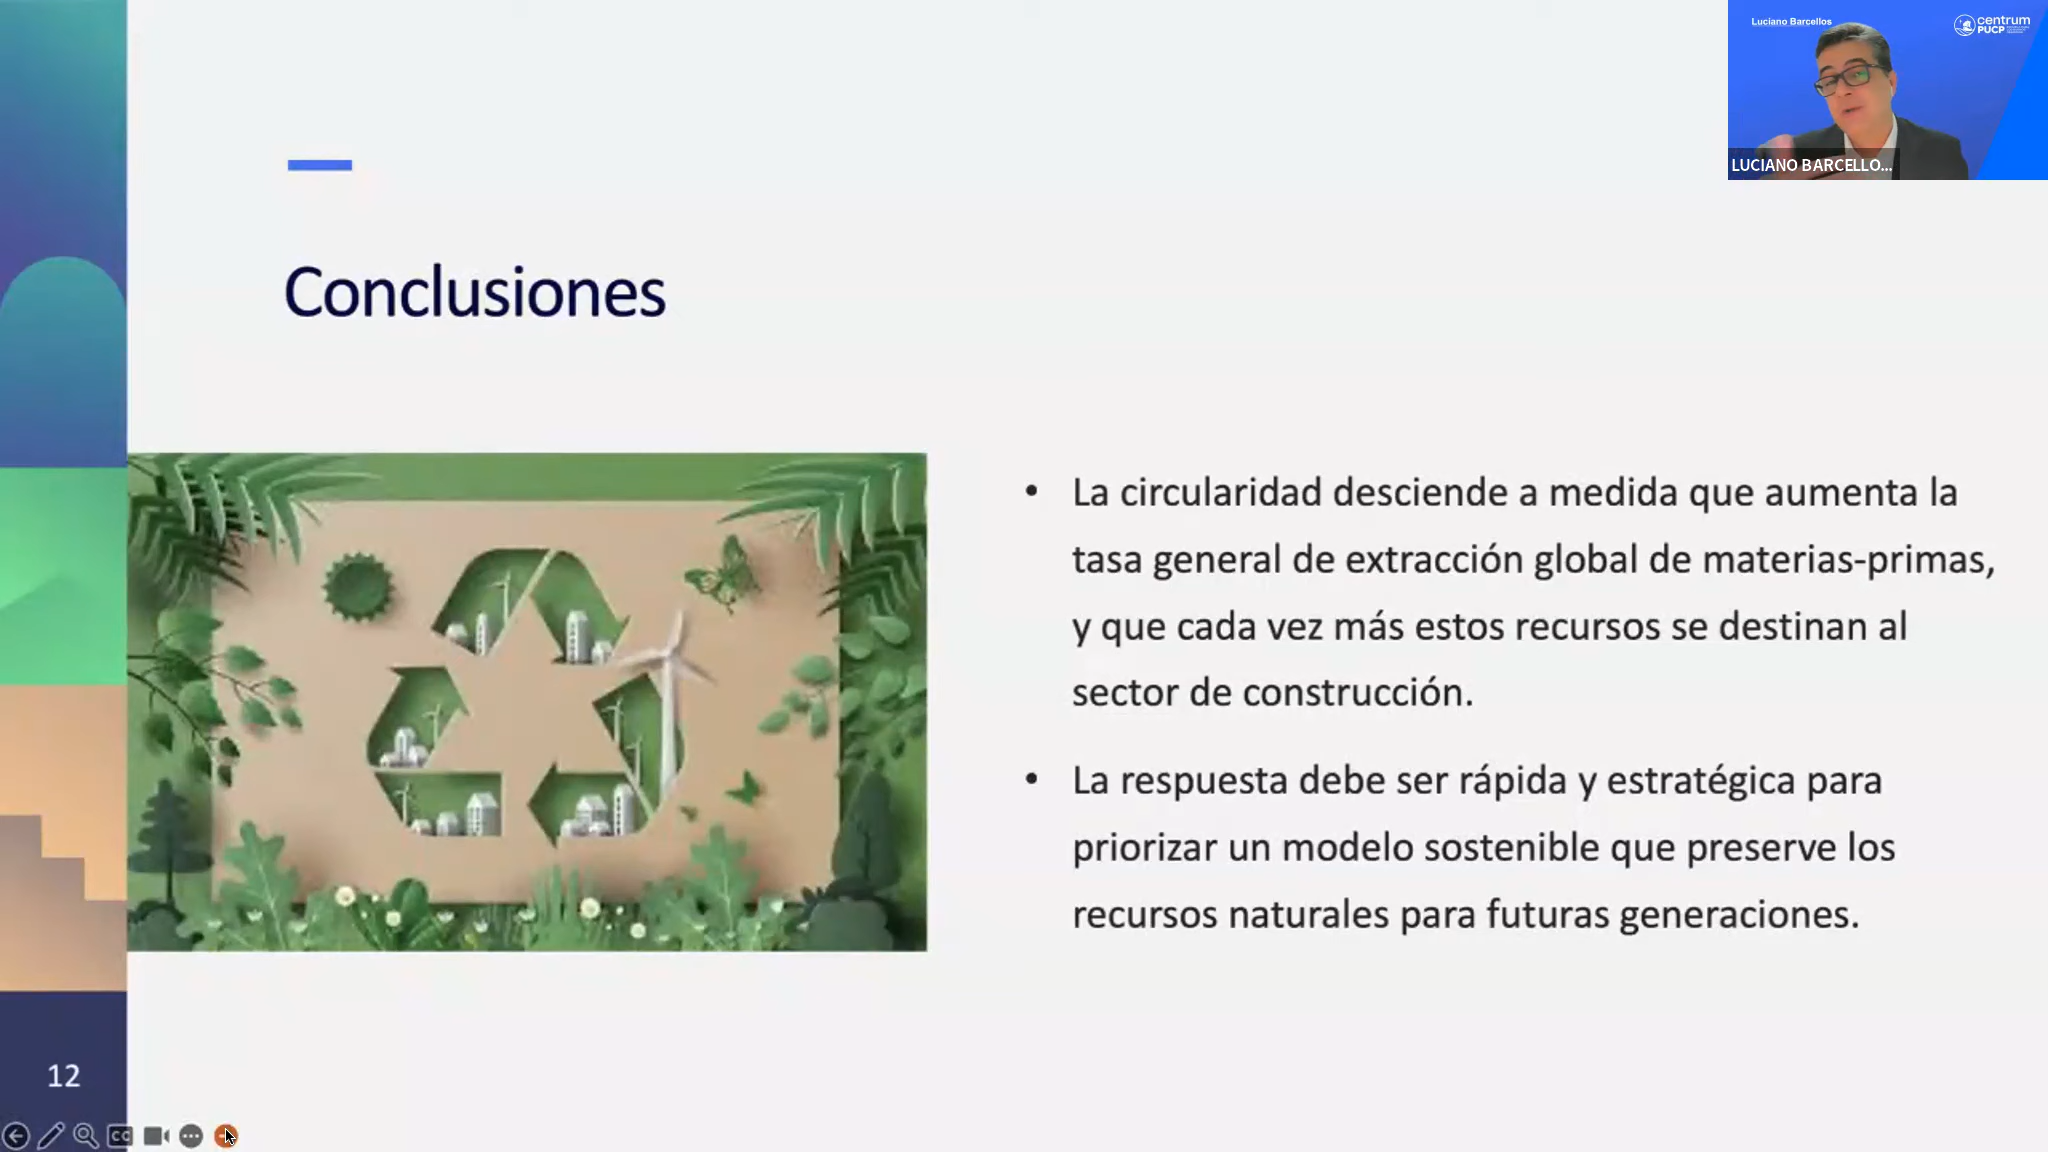 Luciano Barcellos
centrum
PUCP
LUCIANO BARCELLO...
Conclusiones
• La circularidad desciende a medida que aumenta la
tasa general de extracción global de materias-primas,
y que cada vez más estos recursos se destinan al
sector de construcción.
• La respuesta debe ser rápida y estratégica para
priorizar un modelo sostenible que preserve los
recursos naturales para futuras generaciones.
12
CC